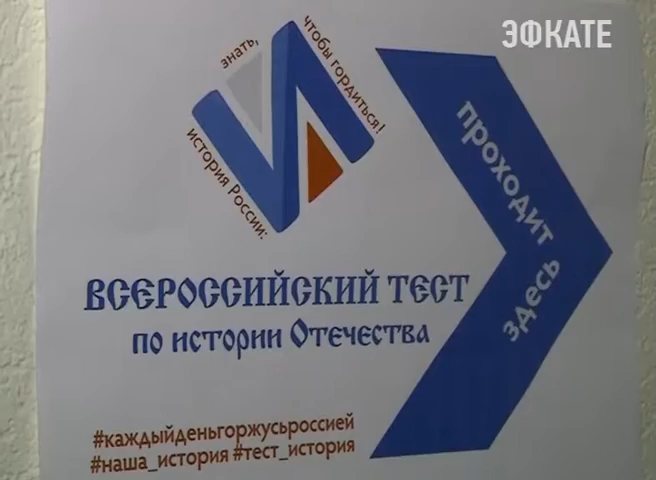 ЭФКАТЕ
история России:
знать,
чтобы гордиться!
проходит
здесь
ВСЕРОССИЙСКИЙ ТЕСТ
по истории Отечества
#каждыйденьгоржусьроссией
#наша_история #тест_история